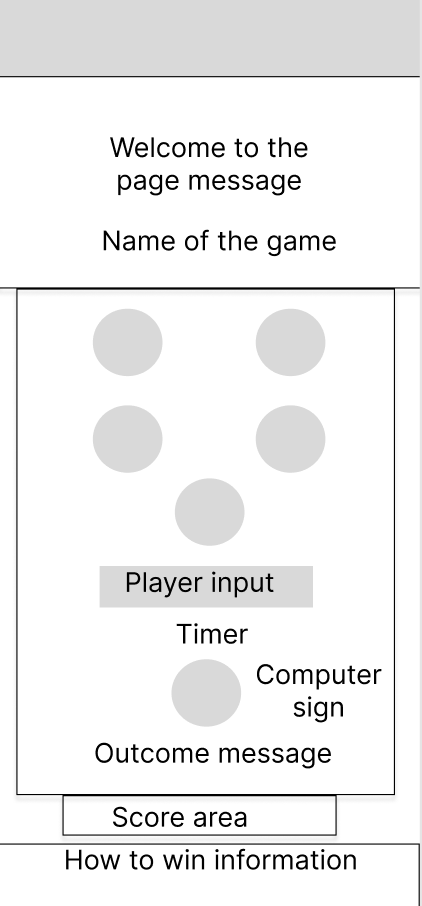 Welcome to the
page message
Name of the game
Player input
Timer
Computer
sign
Outcome message
Score area
How to win information